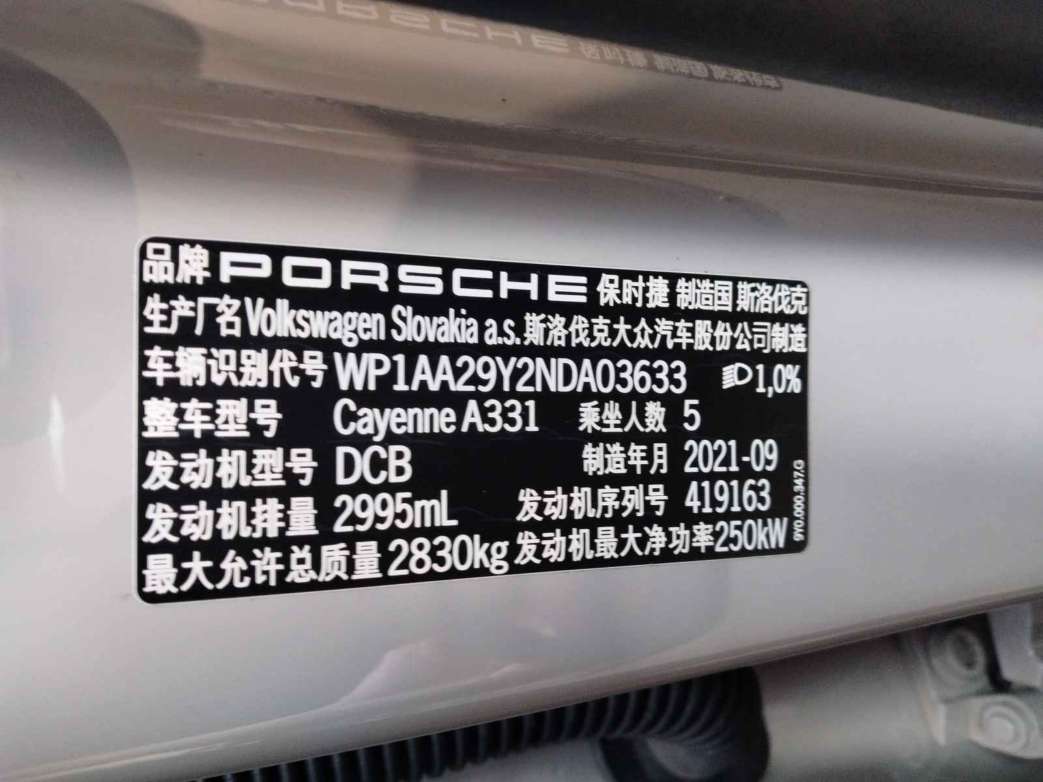 品牌 PORSCHE 保时捷 制造国 斯洛伐克
生产厂名 Volkswagen Slovakia a.s. 斯洛伐克大众汽车股份公司制造
车辆识别代号 WP1AA29Y2NDA03633 1,0%
整车型号 Cayenne A331 乘坐人数 5
发动机型号 DCB 制造年月 2021-09
发动机排量 2995mL 发动机序列号 419163
最大允许总质量 2830kg 发动机最大净功率 250kW
9Y0.000.347.G